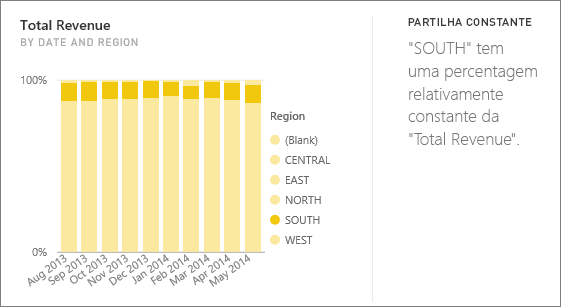 Total Revenue
BY DATE AND REGION
100%
0%
Aug 2013
Sep 2013
Oct 2013
Nov 2013
Dec 2013
Jan 2014
Feb 2014
Mar 2014
Apr 2014
May 2014
Region
(Blank)
CENTRAL
EAST
NORTH
SOUTH
WEST
PARTILHA CONSTANTE
"SOUTH" tem
uma percentagem
relativamente
constante da
"Total Revenue".